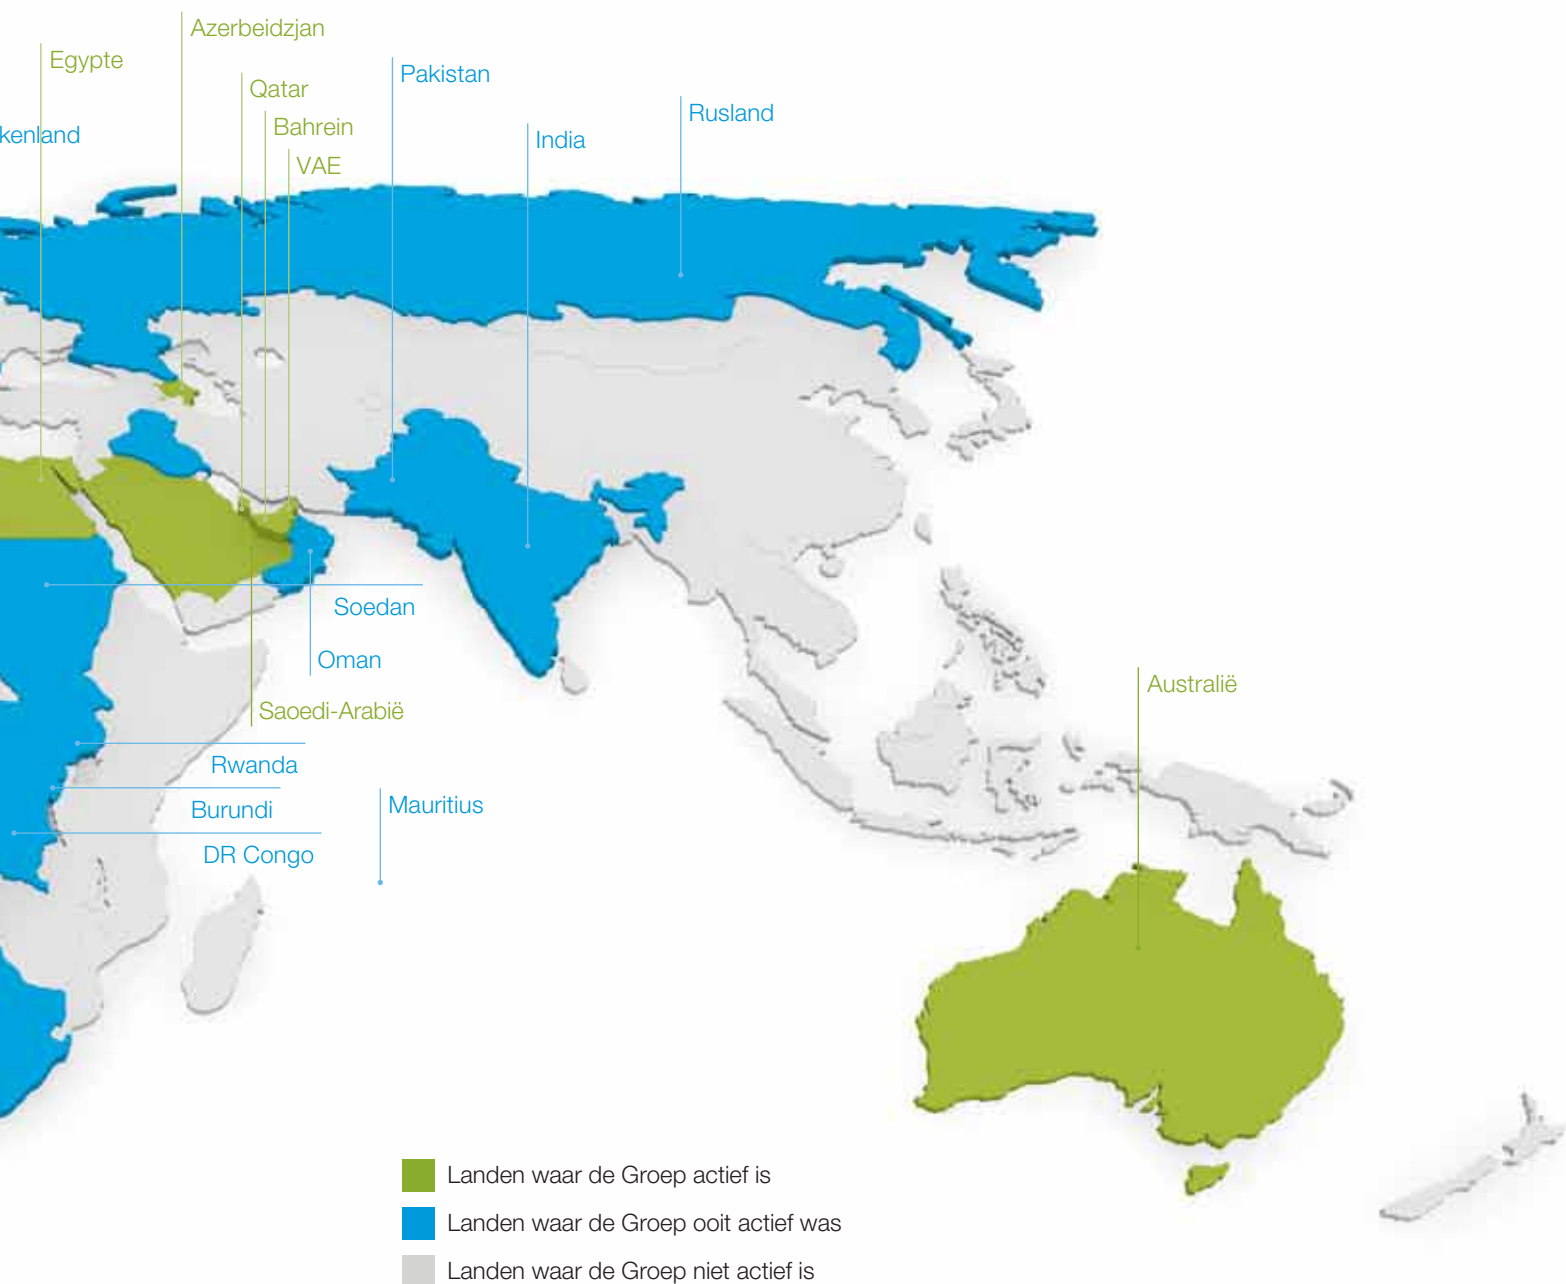 Azerbeidzjan
Egypte
Pakistan
Qatar
Rusland
Bahrein
kenland
India
VAE
Soedan
Oman
Australië
Saoedi-Arabië
Rwanda
Mauritius
Burundi
DR Congo
Landen waar de Groep actief is
Landen waar de Groep ooit actief was
Landen waar de Groep niet actief is